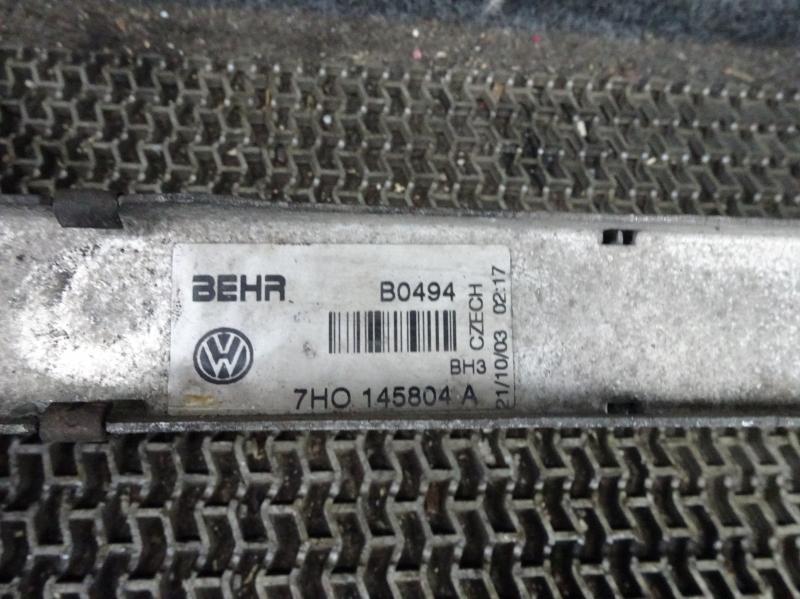 BEHR
B0494
BH3
7HO 145804 A
CZECH
21/10/03 02:17